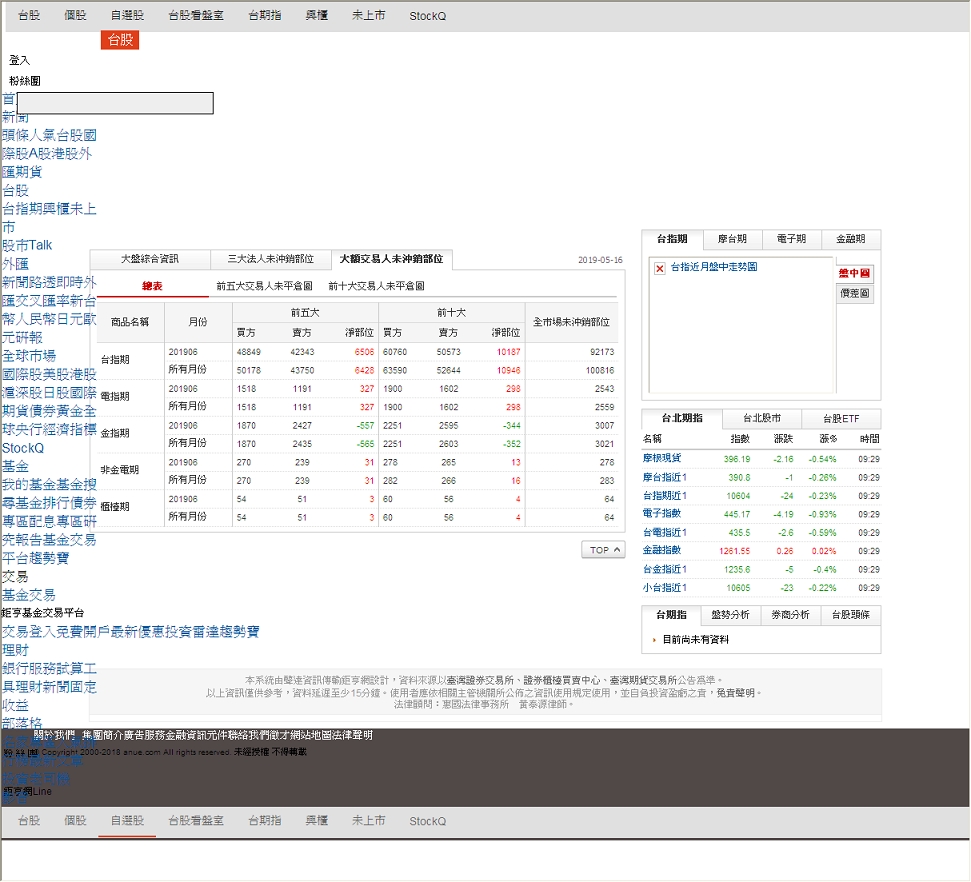 台股 個股 自選股 台股看盤室 台期指 興櫃 未上市 StockQ
台股
登入
粉絲團
首
新聞
頭條人氣台股國
際股A股港股外
匯期貨
台股
台指期興櫃未上
市
股市Talk
外匯
新聞路透即時外
匯交叉匯率新台
幣人民幣日元歐
元研報
全球市場
國際股美股港股
滬深股日股國際
期貨債券黃金全
球央行經濟指標
StockQ
基金
我的基金基金搜
尋基金排行債券
專區配息專區研
究報告基金交易
平台趨勢寶
交易
基金交易
鉅亨基金交易平台
交易登入免費開戶最新優惠投資雷達趨勢寶
理財
銀行服務試算工
具理財新聞固定
收益
部落格
大盤綜合資訊 三大法人未沖銷部位 大額交易人未沖銷部位 2019-05-16
總表 前五大交易人未平倉圖 前十大交易人未平倉圖
商品名稱 月份 前五大 前十大 全市場未沖銷部位
買方 賣方 淨部位 買方 賣方 淨部位
台指期 201906 48849 42343 6506 60760 50573 10187 92173
所有月份 50178 43750 6428 63590 52644 10946 100816
電指期 201906 1518 1191 327 1900 1602 298 2543
所有月份 1518 1191 327 1900 1602 298 2559
金指期 201906 1870 2427 -557 2251 2595 -344 3007
所有月份 1870 2435 -565 2251 2603 -352 3021
非金電期 201906 270 239 31 278 265 13 278
所有月份 270 239 31 282 266 16 283
櫃檯期 201906 54 51 3 60 56 4 64
所有月份 54 51 3 60 56 4 64
TOP
台指期 摩台期 電子期 金融期
台指近月盤中走勢圖
盤中圖
價差圖
台北期指 台北股市 台股ETF
名稱 指數 漲跌 漲% 時間
摩根現貨 396.19 -2.16 -0.54% 09:29
摩台指近1 390.8 -1 -0.26% 09:29
台指期近1 10604 -24 -0.23% 09:29
電子指數 445.17 -4.19 -0.93% 09:29
台電指近1 435.5 -2.6 -0.59% 09:29
金融指數 1261.55 0.26 0.02% 09:29
台金指近1 1235.6 -5 -0.4% 09:29
小台指近1 10605 -23 -0.22% 09:29
台期指 盤勢分析 券商分析 台股頭條
目前尚未有資料
本系統由聲達資訊傳輸鉅亨網設計，資料來源以臺灣證券交易所、證券櫃檯買賣中心、臺灣期貨交易所公告為準。
以上資訊僅供參考，資料延遲至少15分鐘。使用者應依相關主管機關所公佈之資訊使用規定使用，並自負投資盈虧之責，免責聲明。
法律顧問：惠國法律事務所 黃泰源律師。
關於我們 集團簡介廣告服務金融資訊元件聯絡我們徵才網站地圖法律聲明
粉絲團 Copyright 2000-2018 anue.com All rights reserved. 未經授權 不得轉載
鉅亨網Line
台股 個股 自選股 台股看盤室 台期指 興櫃 未上市 StockQ